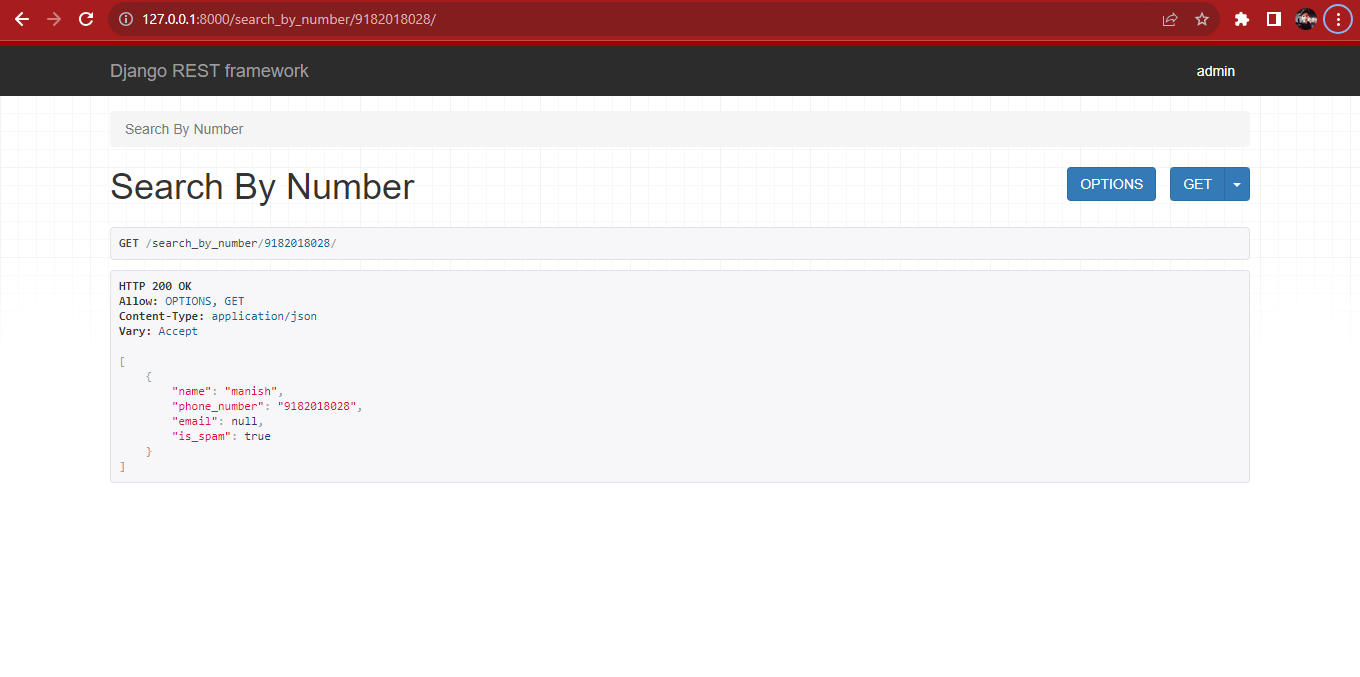 127.0.0.1:8000/search_by_number/9182018028/
Django REST framework
admin
Search By Number
Search By Number
OPTIONS
GET
GET /search_by_number/9182018028/
HTTP 200 OK
Allow: OPTIONS, GET
Content-Type: application/json
Vary: Accept
[
    {
        "name": "manish",
        "phone_number": "9182018028",
        "email": null,
        "is_spam": true
    }
]